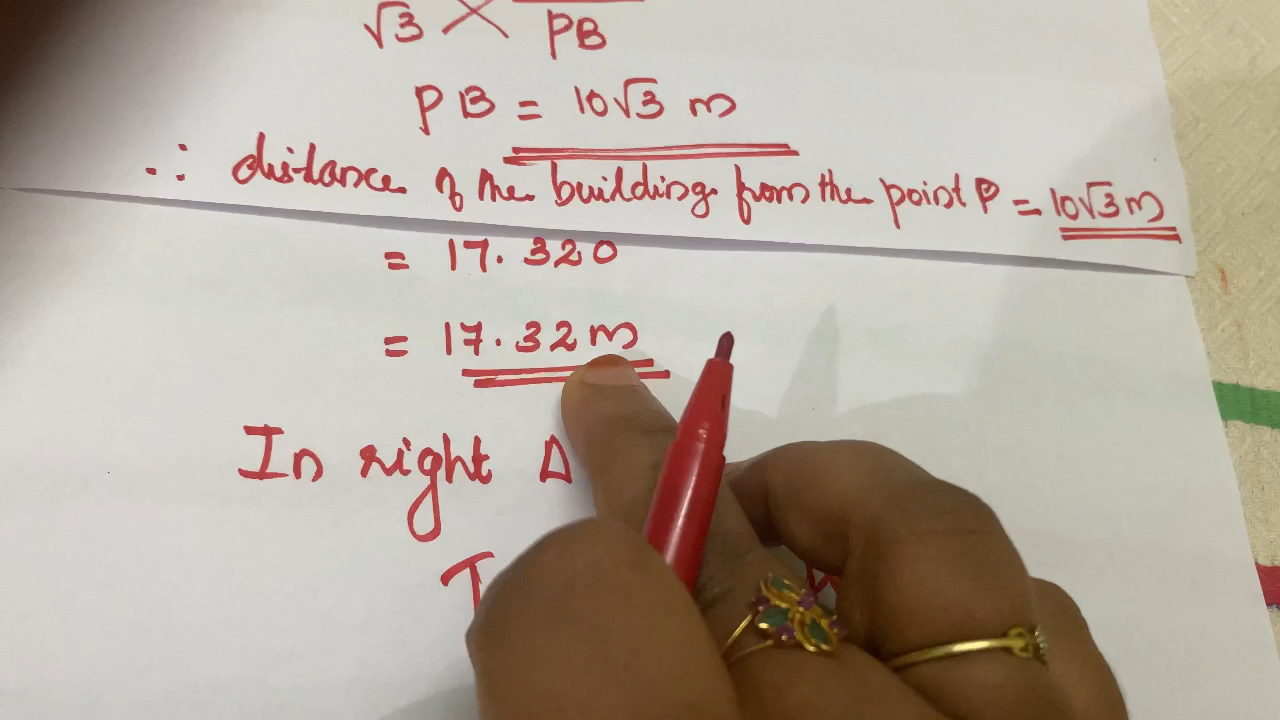 √3 PB
PB = 10√3 m
∴ distance of the building from the point P = 10√3 m
= 17.320
= 17.32 m
In right Δ